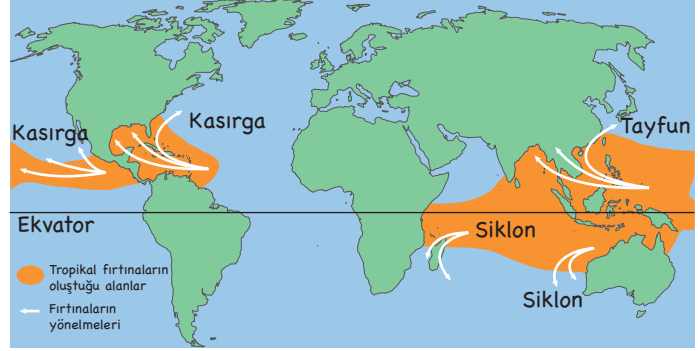 Kasırga
Kasırga
Tayfun
Ekvator
Siklon
Siklon
Tropikal fırtınaların
oluştuğu alanlar
Fırtınaların
yönelmeleri